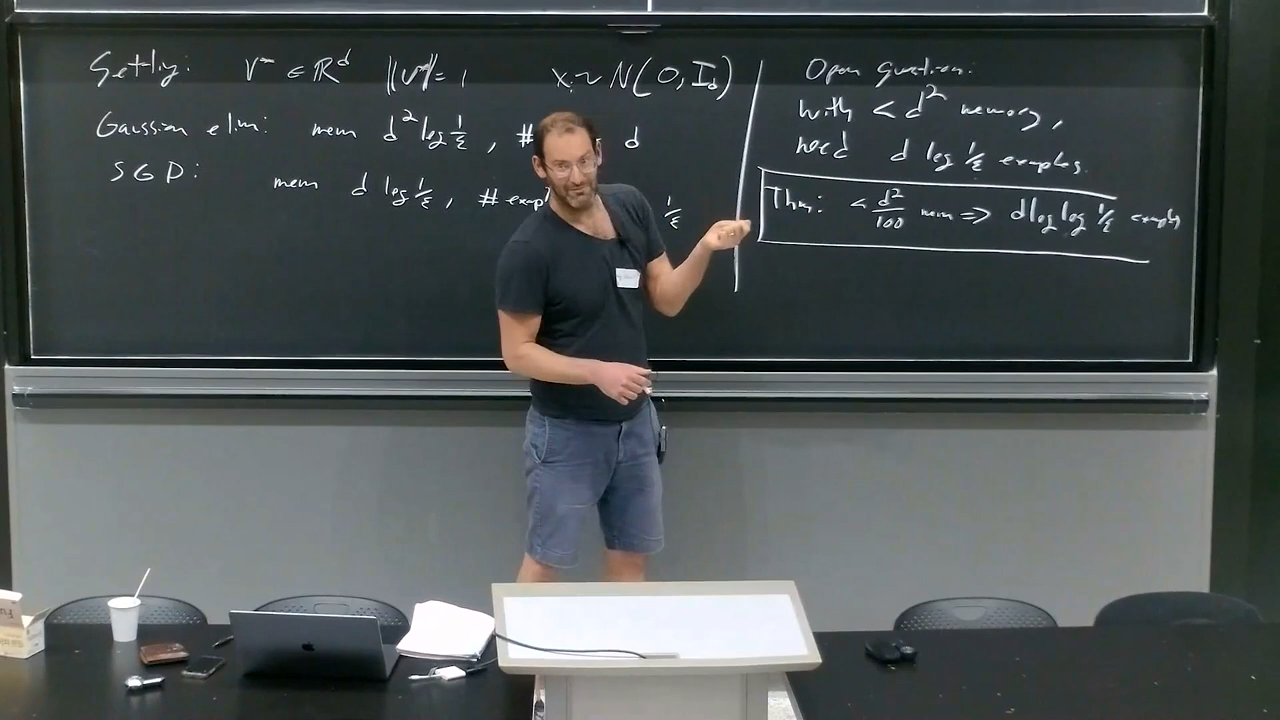 Setting: v* ∈ ℝ^d ‖v*‖ = 1 x_i ~ N(0, I_d)
Gaussian elim: mem d² log 1/ε , # d
SGD: mem d log 1/ε , # exampl 1/ε
Open question:
with < d² memory,
need d log 1/ε examples.
Thm: < d²/100 mem ⇒ d log log 1/ε examples